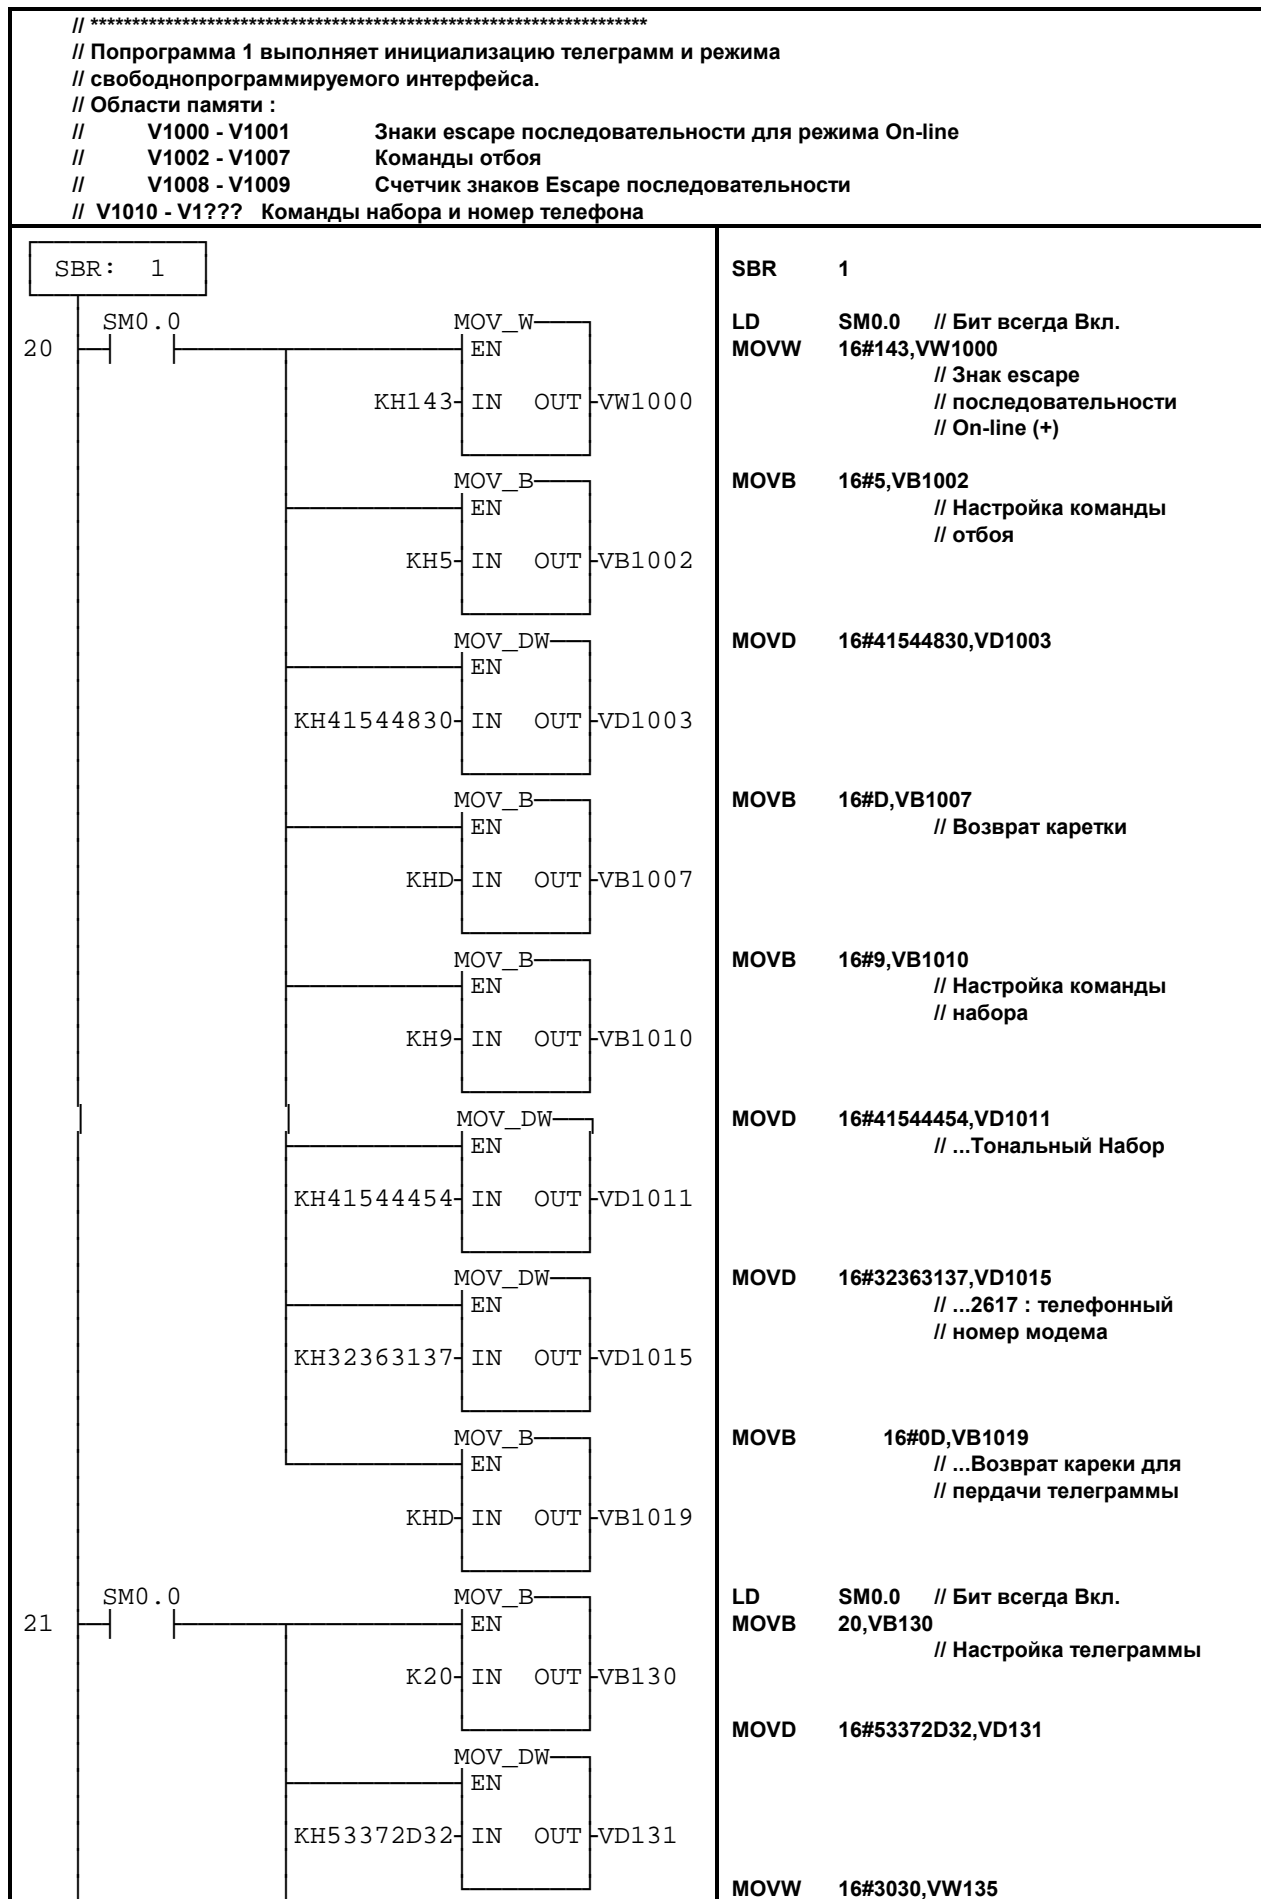 // *******************************************************************
// Попрограмма 1 выполняет инициализацию телеграмм и режима
// свободнопрограммируемого интерфейса.
// Области памяти :
// V1000 - V1001 Знаки escape последовательности для режима On-line
// V1002 - V1007 Команды отбоя
// V1008 - V1009 Счетчик знаков Escape последовательности
// V1010 - V1??? Команды набора и номер телефона
SBR: 1
SM0.0
20
MOV_W
EN
KH143 IN OUT VW1000
MOV_B
EN
KH5 IN OUT VB1002
MOV_DW
EN
KH41544830 IN OUT VD1003
MOV_B
EN
KHD IN OUT VB1007
MOV_B
EN
KH9 IN OUT VB1010
MOV_DW
EN
KH41544454 IN OUT VD1011
MOV_DW
EN
KH32363137 IN OUT VD1015
MOV_B
EN
KHD IN OUT VB1019
SM0.0
21
MOV_B
EN
K20 IN OUT VB130
MOV_DW
EN
KH53372D32 IN OUT VD131
SBR 1
LD SM0.0 // Бит всегда Вкл.
MOVW 16#143,VW1000
// Знак escape
// последовательности
// On-line (+)
MOVB 16#5,VB1002
// Настройка команды
// отбоя
MOVD 16#41544830,VD1003
MOVB 16#D,VB1007
// Возврат каретки
MOVB 16#9,VB1010
// Настройка команды
// набора
MOVD 16#41544454,VD1011
// ...Тональный Набор
MOVD 16#32363137,VD1015
// ...2617 : телефонный
// номер модема
MOVB 16#0D,VB1019
// ...Возврат кареки для
// пердачи телеграммы
LD SM0.0 // Бит всегда Вкл.
MOVB 20,VB130
// Настройка телеграммы
MOVD 16#53372D32,VD131
MOVW 16#3030,VW135